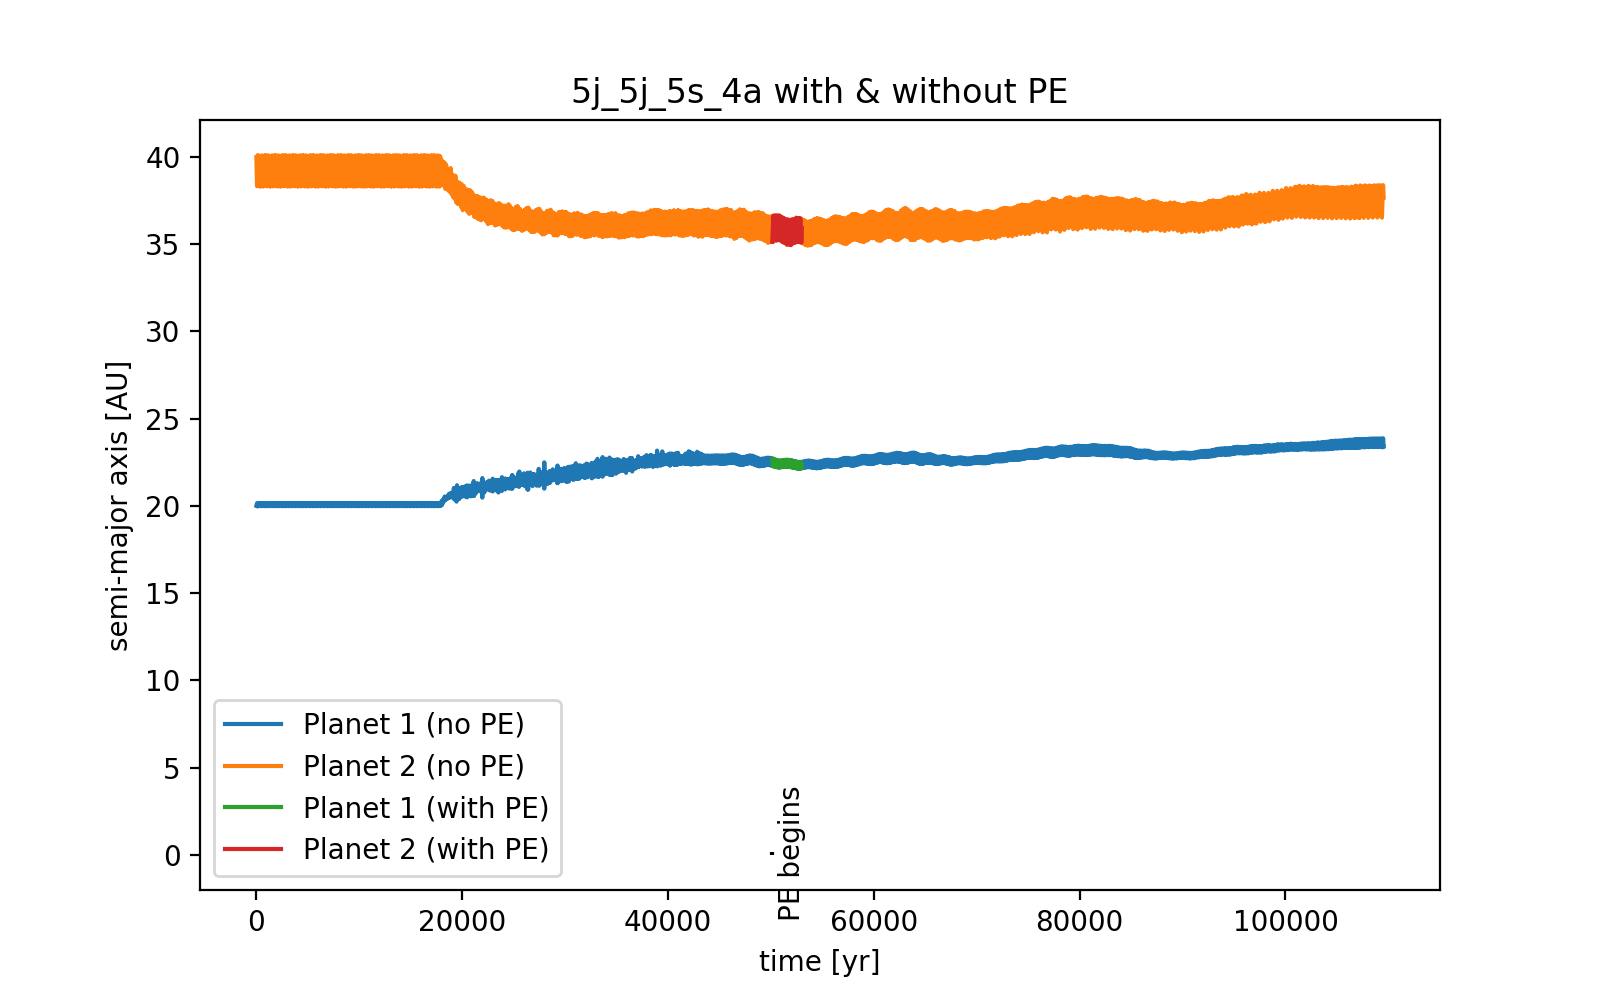 5j_5j_5s_4a with & without PE
semi-major axis [AU]
40
35
30
25
20
15
10
5
0
Planet 1 (no PE)
Planet 2 (no PE)
Planet 1 (with PE)
Planet 2 (with PE)
PE begins
0
20000
40000
60000
80000
100000
time [yr]